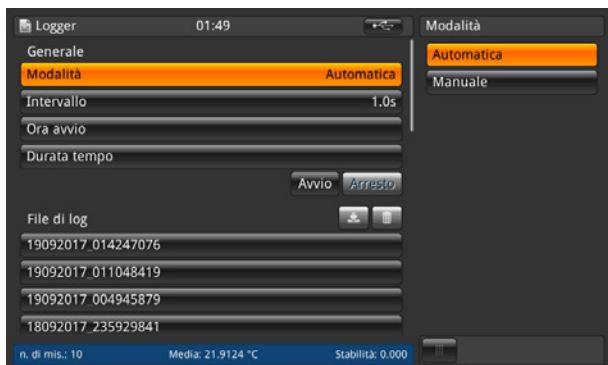 Logger 01:49
Generale
Modalità Automatica
Intervallo 1.0s
Ora avvio
Durata tempo
Avvio Arresto
File di log
19092017_014247076
19092017_011048419
19092017_004945879
18092017_235929841
n. di mis.: 10 Media: 21.9124 °C Stabilità: 0.000
Modalità
Automatica
Manuale